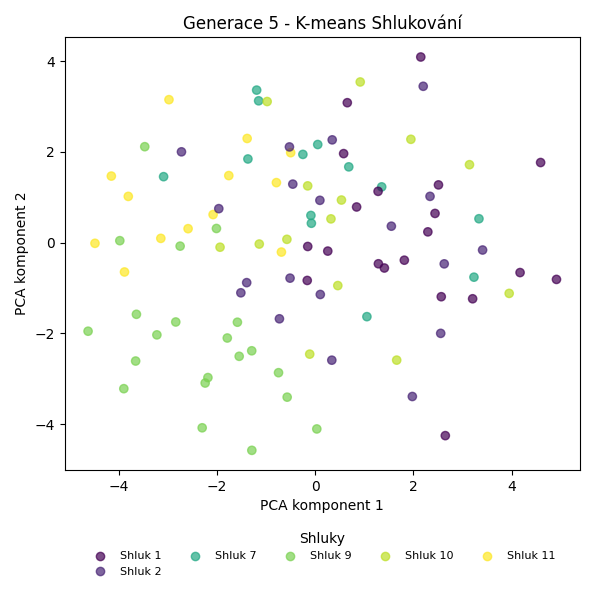 Generace 5 - K-means Shlukování
4
2
0
−2
−4
PCA komponent 2
−4
−2
0
2
4
PCA komponent 1
Shluky
Shluk 1
Shluk 7
Shluk 9
Shluk 10
Shluk 11
Shluk 2